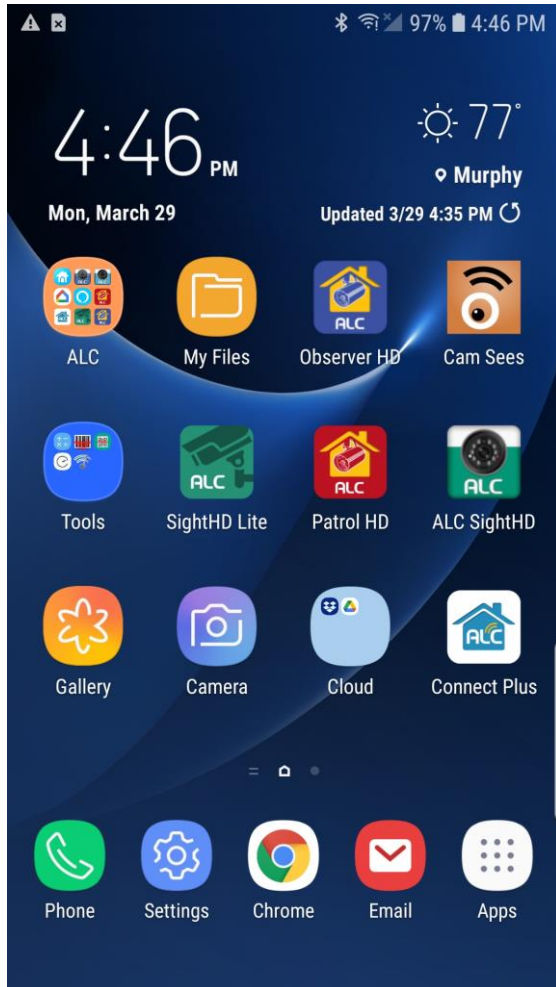 97% 4:46 PM
4:46 PM
77°
Murphy
Mon, March 29
Updated 3/29 4:35 PM
ALC
ALC My Files Observer HD Cam Sees
ALC ALC ALC
Tools SightHD Lite Patrol HD ALC SightHD
ALC
Gallery Camera Cloud Connect Plus
Phone Settings Chrome Email Apps